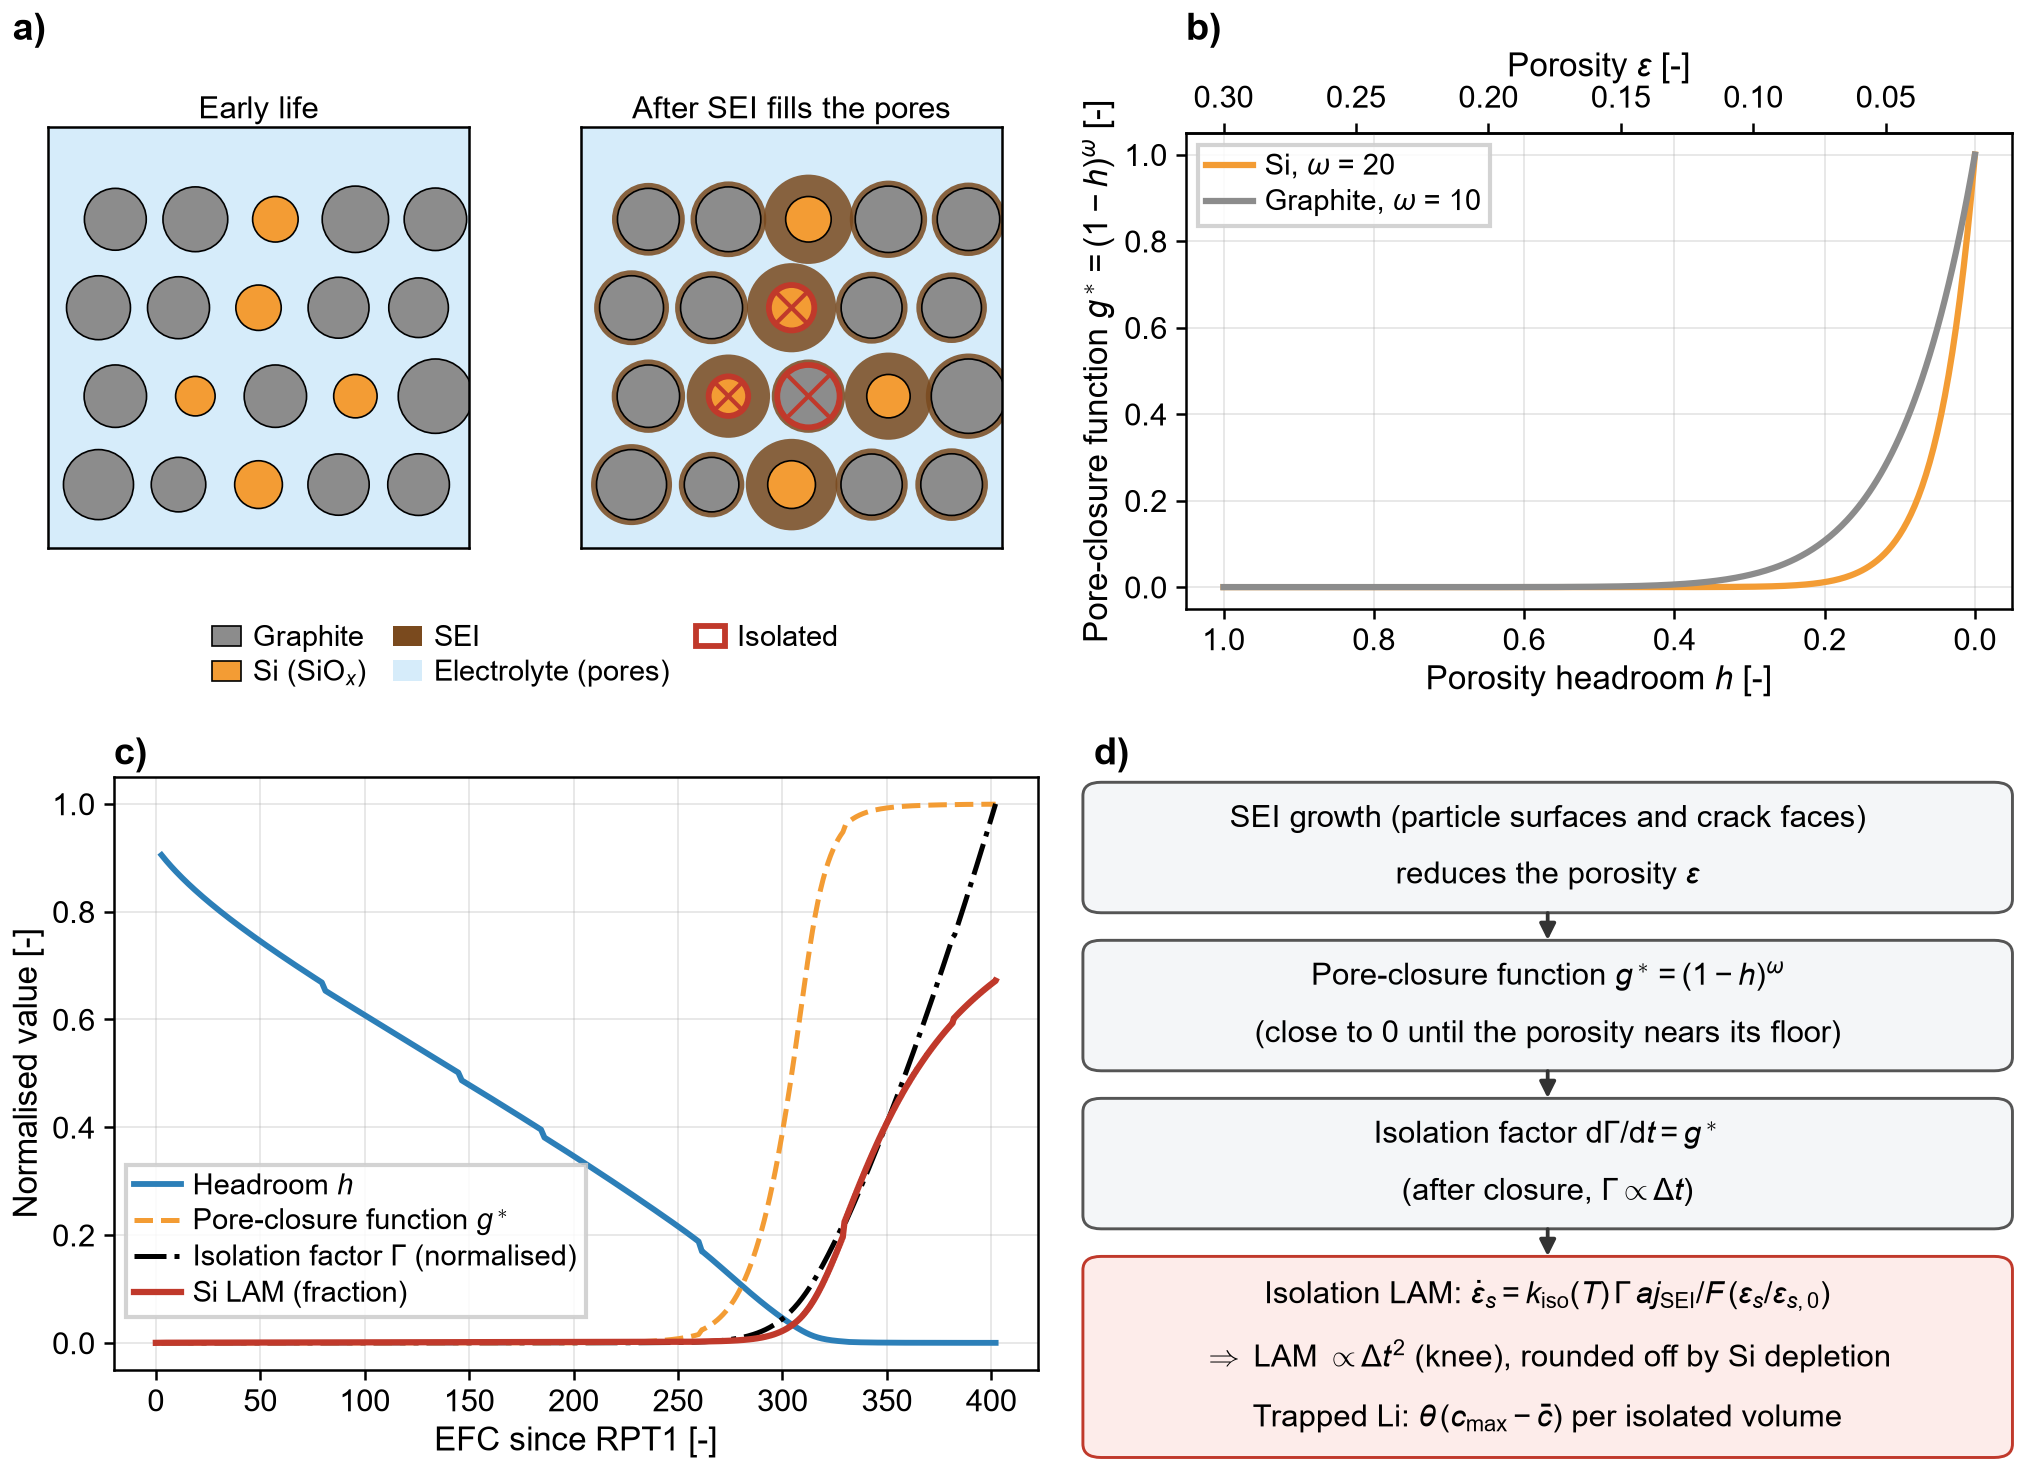 a)
Early life
After SEI fills the pores
Graphite
SEI
Isolated
Si (SiOₓ)
Electrolyte (pores)
b)
Porosity ε [-]
0.30 0.25 0.20 0.15 0.10 0.05
Pore-closure function g* = (1 − h)^ω [-]
1.0
0.8
0.6
0.4
0.2
0.0
Si, ω = 20
Graphite, ω = 10
1.0 0.8 0.6 0.4 0.2 0.0
Porosity headroom h [-]
c)
Normalised value [-]
1.0
0.8
0.6
0.4
0.2
0.0
Headroom h
Pore-closure function g*
Isolation factor Γ (normalised)
Si LAM (fraction)
0 50 100 150 200 250 300 350 400
EFC since RPT1 [-]
d)
SEI growth (particle surfaces and crack faces)
reduces the porosity ε
Pore-closure function g* = (1 − h)^ω
(close to 0 until the porosity nears its floor)
Isolation factor dΓ/dt = g*
(after closure, Γ ∝ Δt)
Isolation LAM: ε̇ₛ = k_iso(T) Γ aj_SEI/F (εₛ/εₛ,₀)
⇒ LAM ∝ Δt² (knee), rounded off by Si depletion
Trapped Li: θ(c_max − c̄) per isolated volume